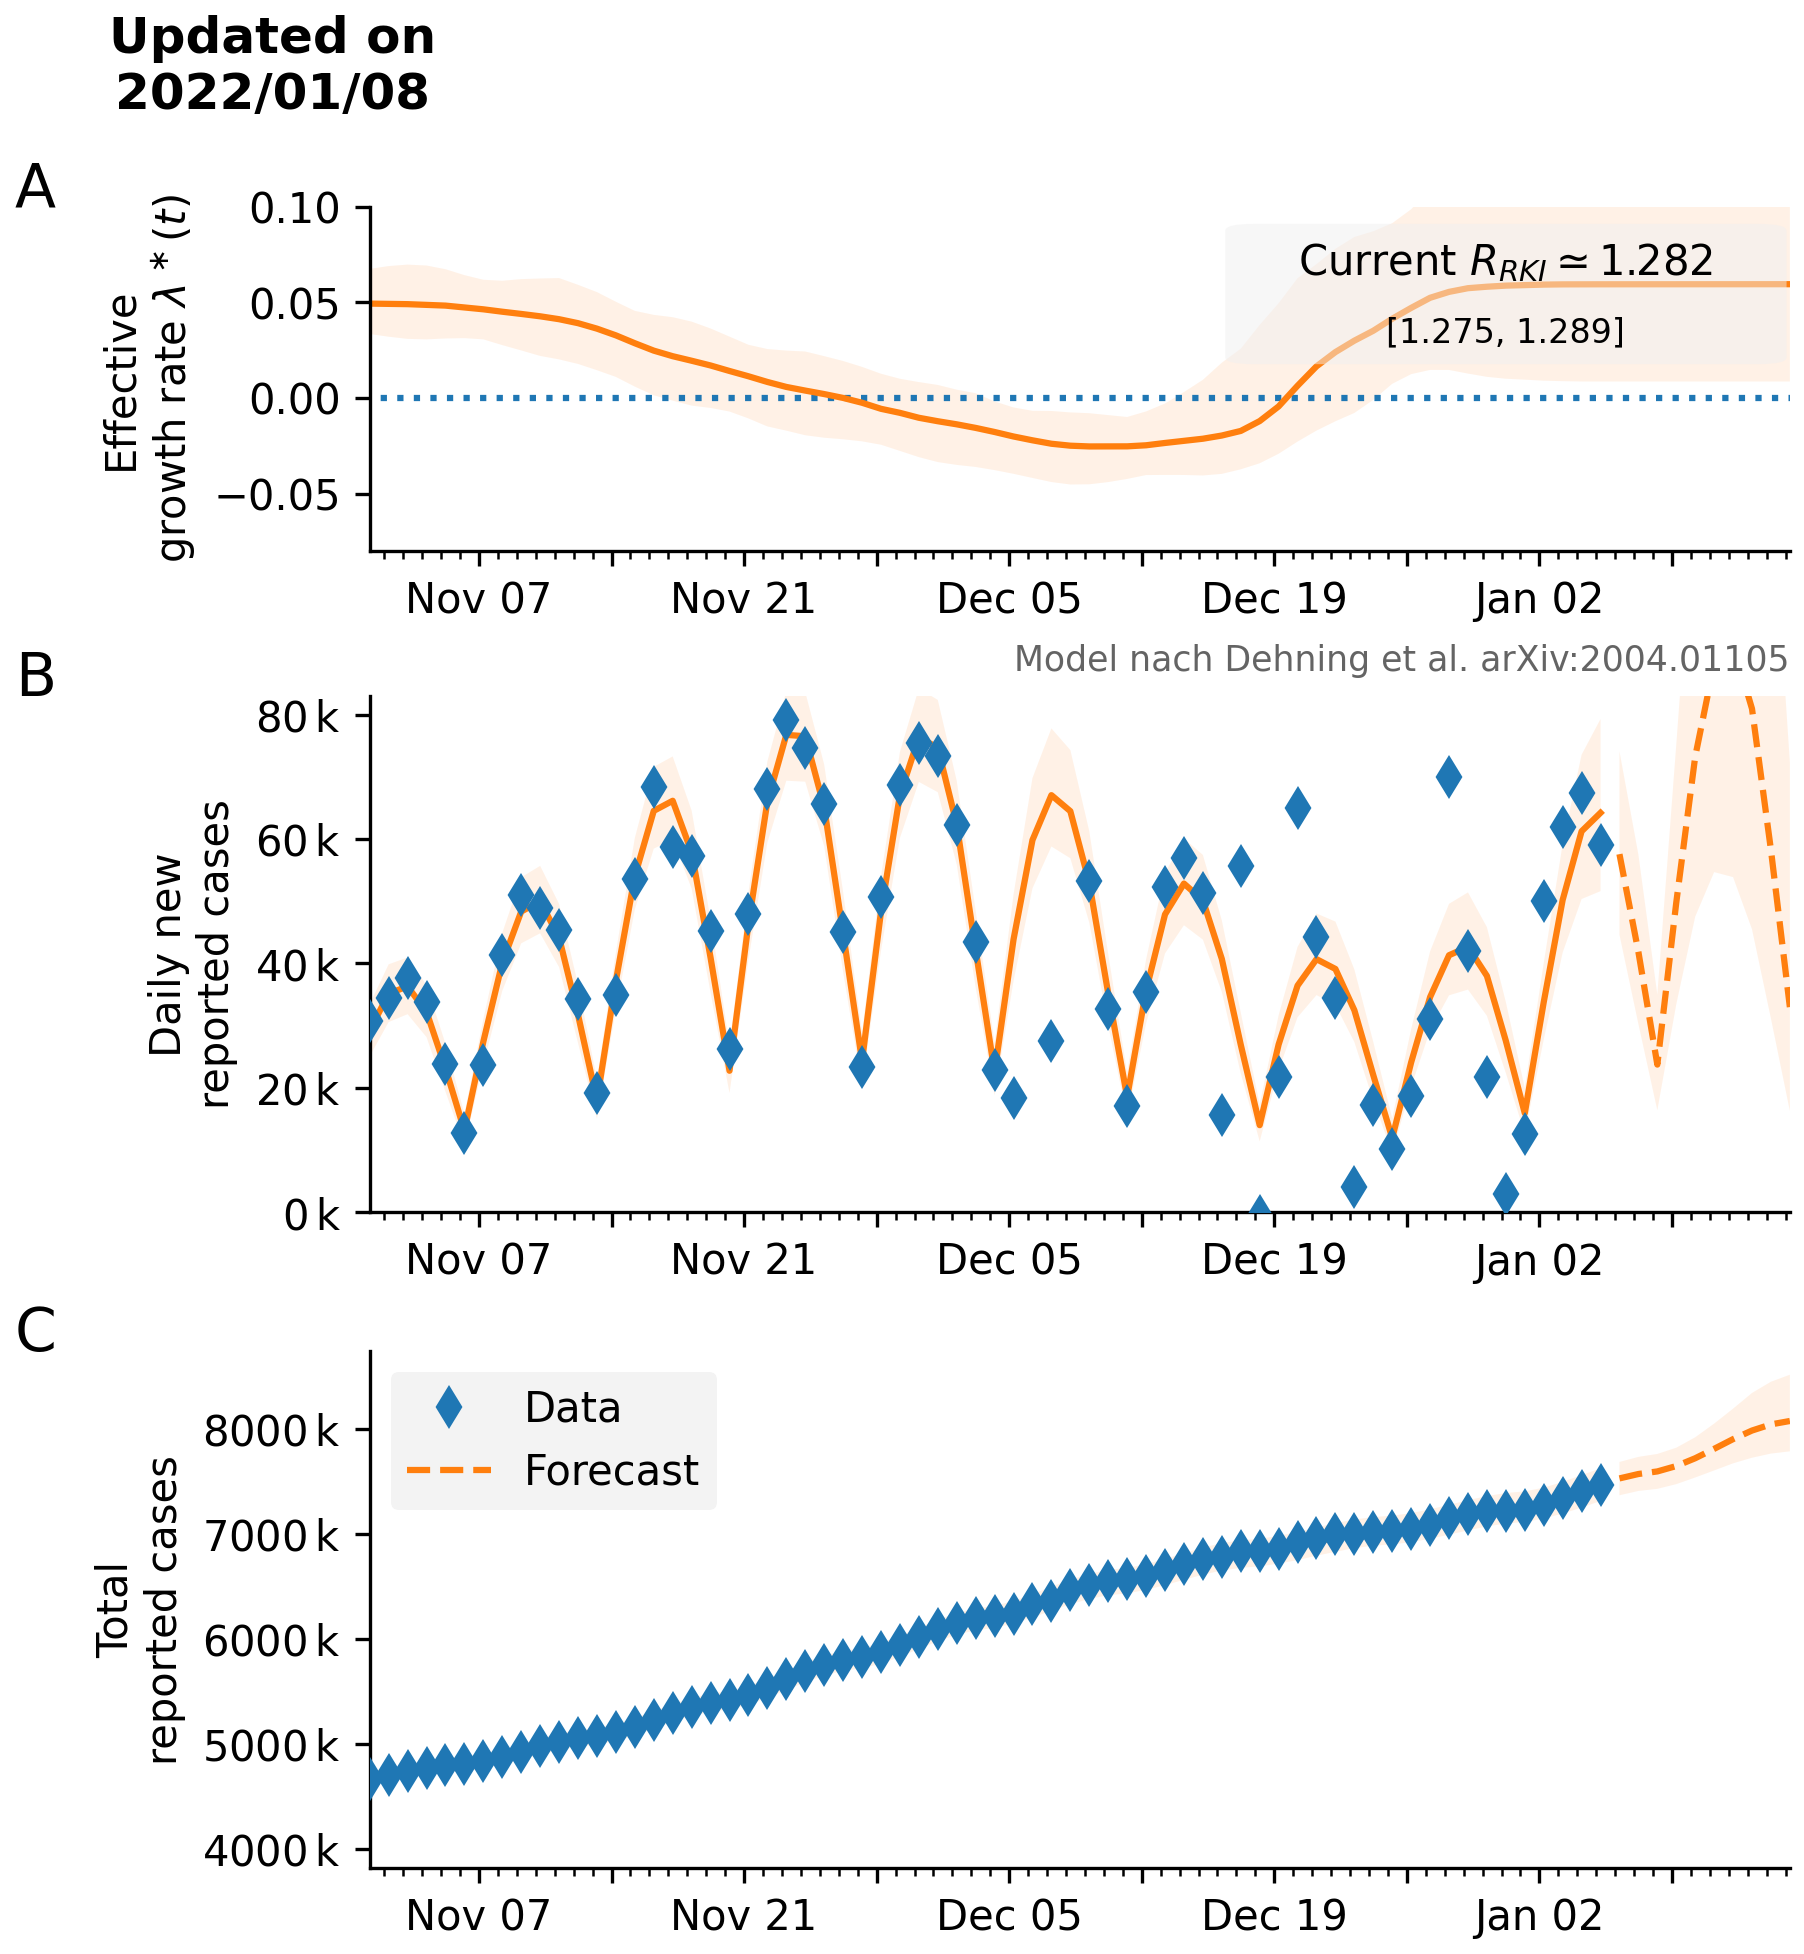 Updated on
2022/01/08
A
Effective
growth rate λ * (t)
0.10
0.05
0.00
−0.05
Current R_RKI ≃ 1.282
[1.275, 1.289]
Nov 07 Nov 21 Dec 05 Dec 19 Jan 02
Model nach Dehning et al. arXiv:2004.01105
B
Daily new
reported cases
80 k
60 k
40 k
20 k
0 k
Nov 07 Nov 21 Dec 05 Dec 19 Jan 02
C
Total
reported cases
Data
Forecast
8000 k
7000 k
6000 k
5000 k
4000 k
Nov 07 Nov 21 Dec 05 Dec 19 Jan 02